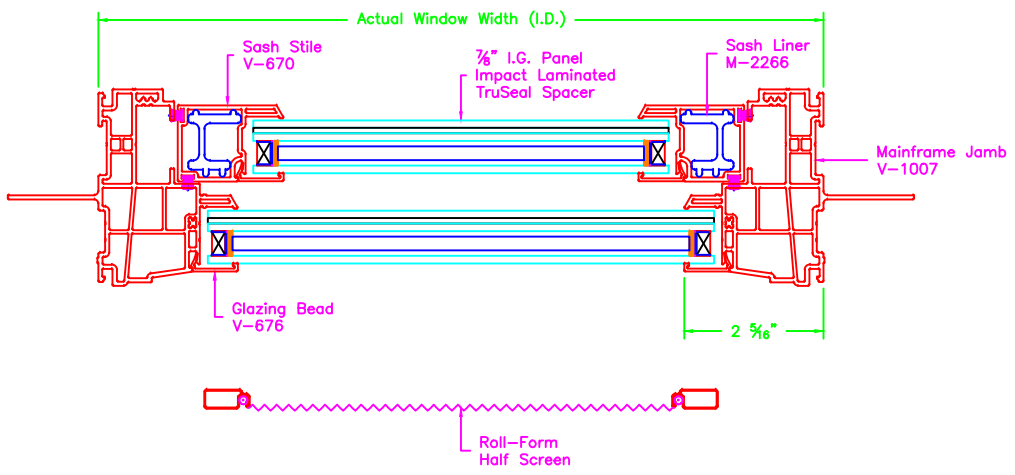 Actual Window Width (I.D.)
Sash Stile
V-670
7/8" I.G. Panel
Impact Laminated
TruSeal Spacer
Sash Liner
M-2266
Mainframe Jamb
V-1007
Glazing Bead
V-676
2 5/16"
Roll-Form
Half Screen